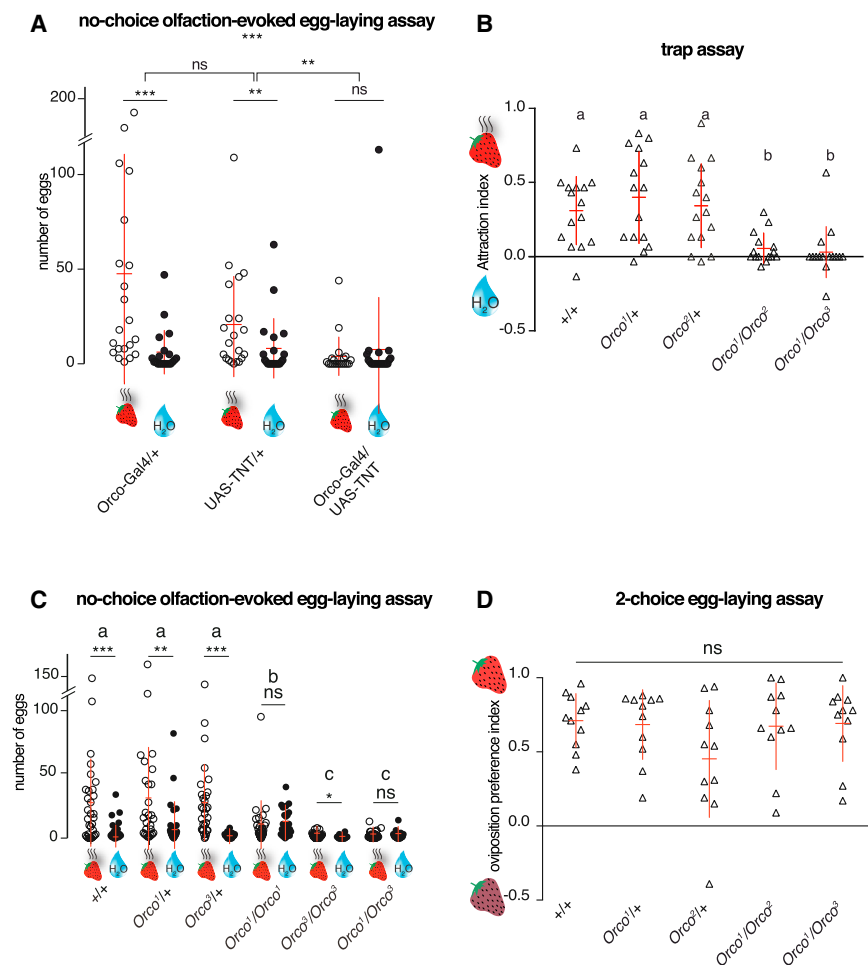 A
no-choice olfaction-evoked egg-laying assay
***
ns
**
***
**
ns
200
100
50
0
number of eggs
H2O
H2O
H2O
Orco-Gal4/+
UAS-TNT/+
Orco-Gal4/
UAS-TNT
B
trap assay
1.0
0.5
0.0
-0.5
Attraction index
H2O
a
a
a
b
b
+/+
Orco1/+
Orco2/+
Orco1/Orco2
Orco1/Orco3
C
no-choice olfaction-evoked egg-laying assay
a
a
a
b
c
c
***
**
***
ns
*
ns
150
100
50
0
number of eggs
H2O
H2O
H2O
H2O
H2O
H2O
+/+
Orco1/+
Orco3/+
Orco1/Orco1
Orco3/Orco3
Orco1/Orco3
D
2-choice egg-laying assay
ns
1.0
0.5
0.0
-0.5
oviposition preference index
+/+
Orco1/+
Orco2/+
Orco1/Orco2
Orco1/Orco3